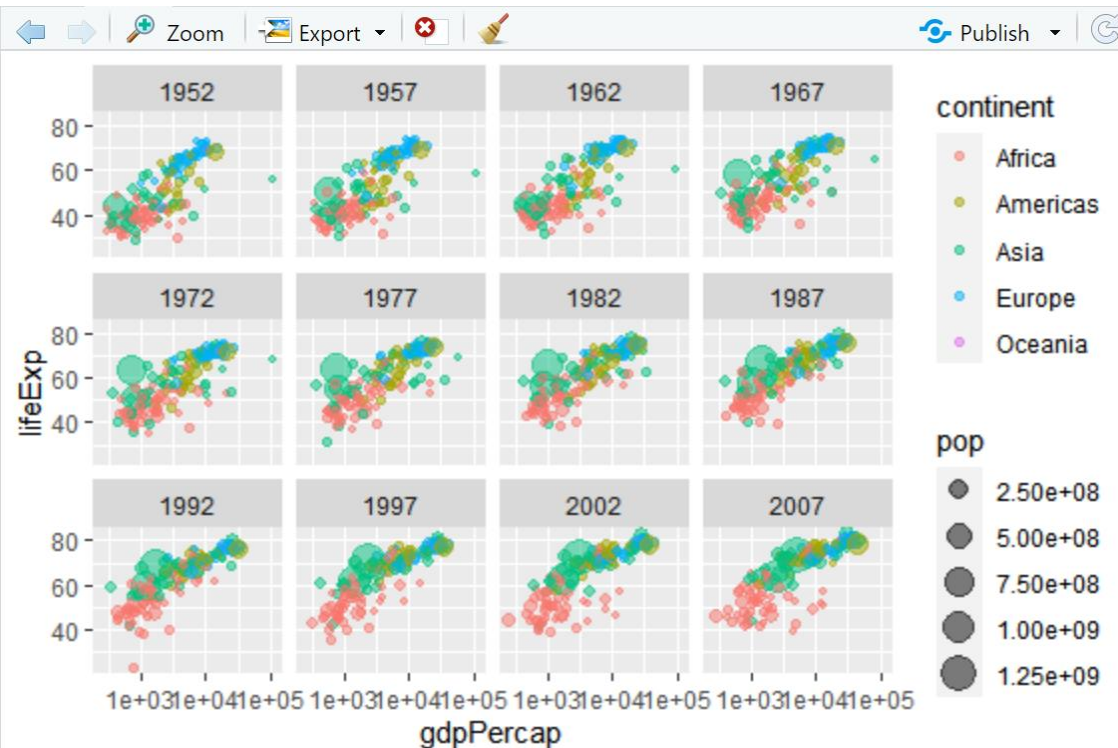 Zoom Export Publish
1952 1957 1962 1967
80
60
40
1972 1977 1982 1987
80
60
40
1992 1997 2002 2007
80
60
40
1e+031e+041e+05 1e+031e+041e+05 1e+031e+041e+05 1e+031e+041e+05
gdpPercap
lifeExp
continent
Africa
Americas
Asia
Europe
Oceania
pop
2.50e+08
5.00e+08
7.50e+08
1.00e+09
1.25e+09